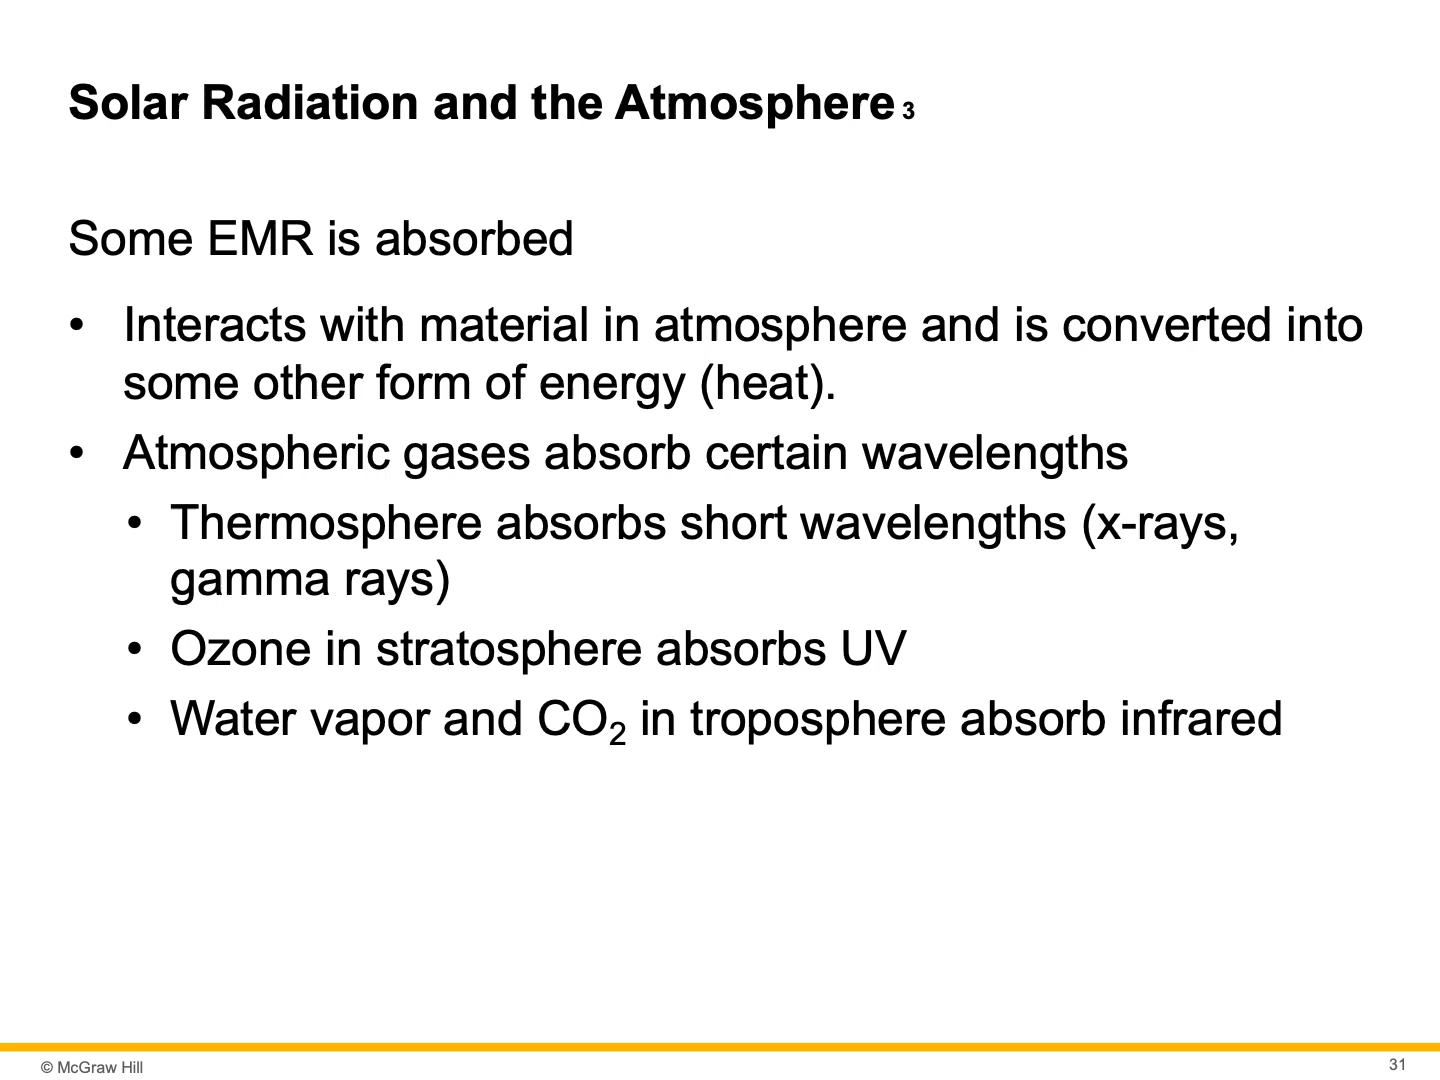 Solar Radiation and the Atmosphere 3
Some EMR is absorbed
• Interacts with material in atmosphere and is converted into
some other form of energy (heat).
• Atmospheric gases absorb certain wavelengths
• Thermosphere absorbs short wavelengths (x-rays,
gamma rays)
• Ozone in stratosphere absorbs UV
• Water vapor and CO₂ in troposphere absorb infrared
© McGraw Hill
31